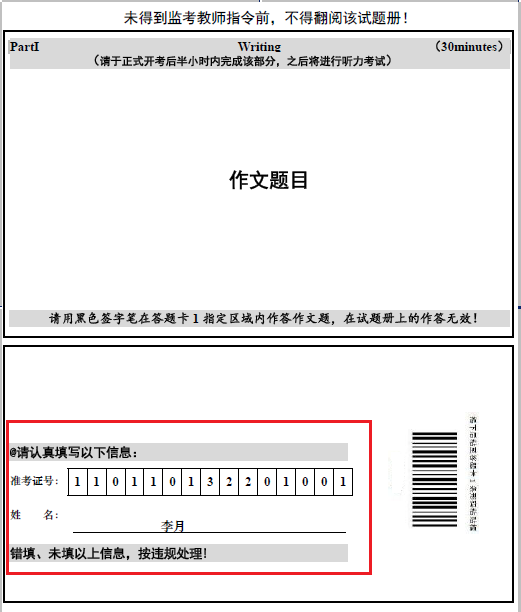 未得到监考教师指令前，不得翻阅该试题册！
PartⅠ Writing （30minutes）
（请于正式开考后半小时内完成该部分，之后将进行听力考试）
作文题目
请用黑色签字笔在答题卡1指定区域内作答作文题，在试题册上的作答无效！
@请认真填写以下信息：
准考证号： 1 1 0 1 1 0 1 3 2 2 0 1 0 0 1
姓 名： 李月
错填、未填以上信息，按违规处理！